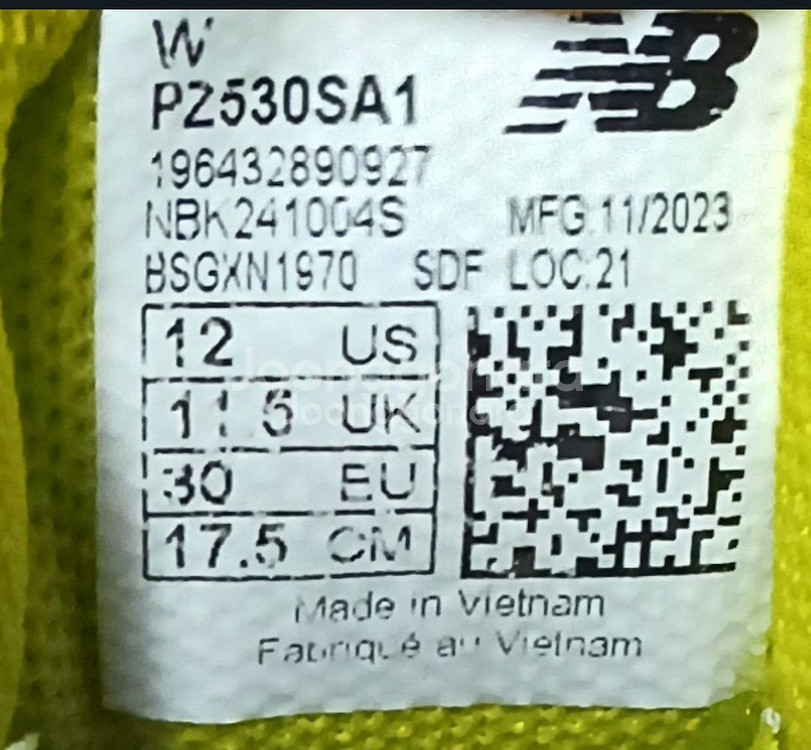 W
PZ530SA1
196432890927
NBK241004S MFG:11/2023
BSGXN1970 SDF LOC:21
12 US
11.5 UK
30 EU
17.5 CM
Made in Vietnam
Fabriqué au Vietnam